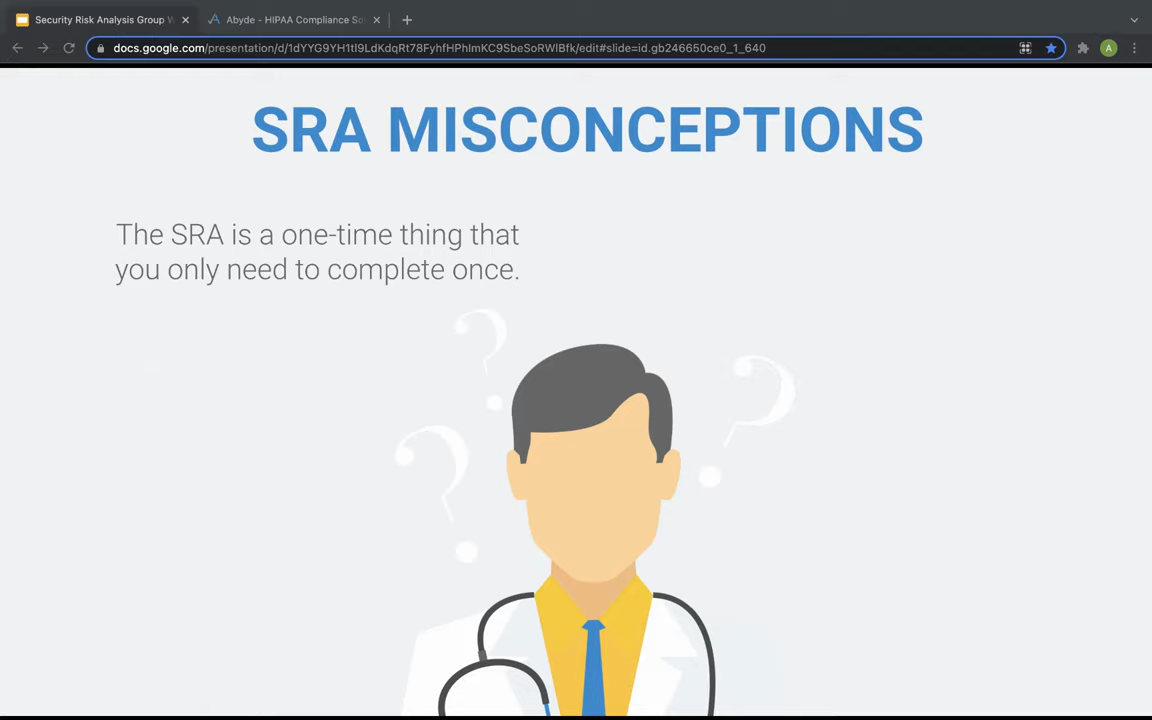 Security Risk Analysis Group
Abyde - HIPAA Compliance So
docs.google.com/presentation/d/1dYYG9YH1tI9LdKdqRt78FyhfHPhImKC9SbeSoRWlBfk/edit#slide=id.gb246650ce0_1_640
A
SRA MISCONCEPTIONS
The SRA is a one-time thing that
you only need to complete once.
? ? ?